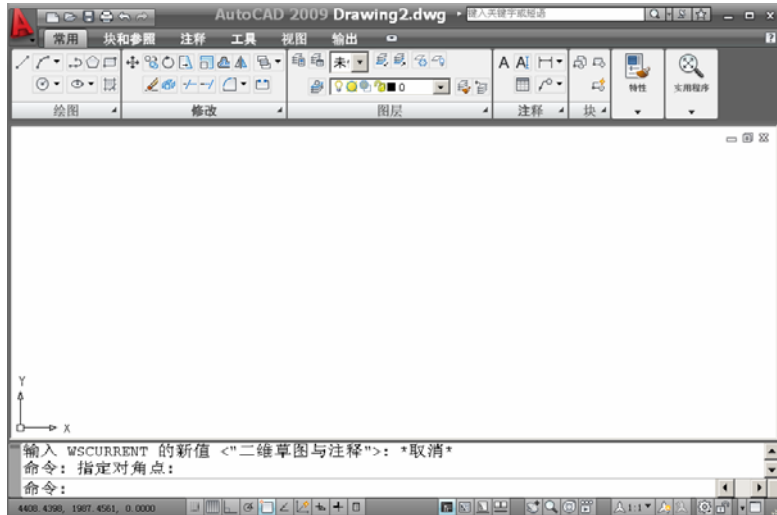 AutoCAD 2009 Drawing2.dwg 键入关键字或短语
常用 块和参照 注释 工具 视图 输出
未
0
A AI
特性 实用程序
绘图 修改 图层 注释 块
Y
X
输入 WSCURRENT 的新值 <"二维草图与注释">: *取消*
命令: 指定对角点:
命令:
4408.4398, 1987.4561, 0.0000 1:1